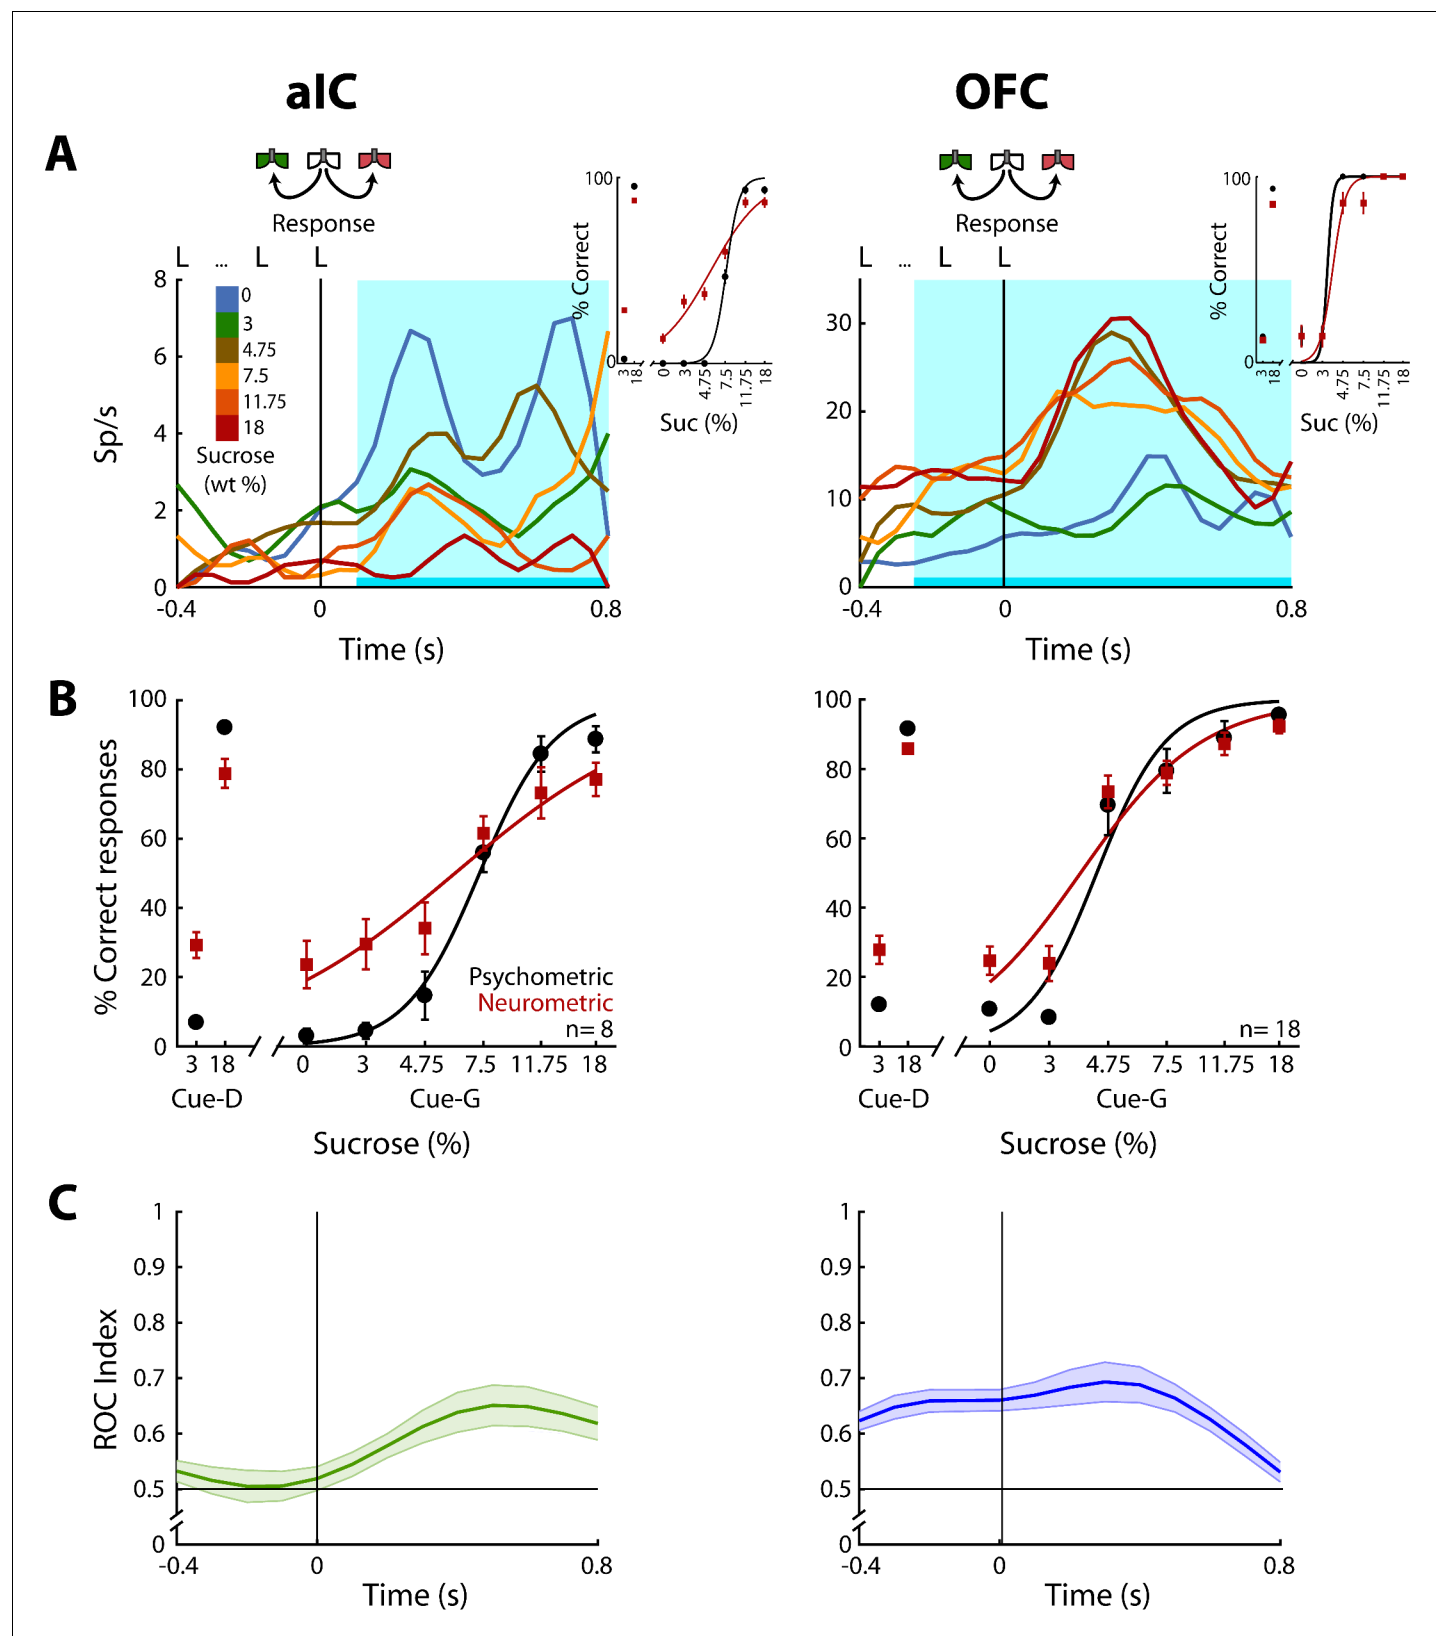 aIC
OFC
A
Response
L ... L L
8
6
4
2
0
Sp/s
0
3
4.75
7.5
11.75
18
Sucrose
(wt %)
-0.4 0 0.8
Time (s)
100
0
% Correct
3 18 0 3 4.75 7.5 11.75 18
Suc (%)
Response
L ... L L
30
20
10
0
-0.4 0 0.8
Time (s)
100
0
% Correct
3 18 0 3 4.75 7.5 11.75 18
Suc (%)
B
100
80
60
40
20
0
% Correct responses
Psychometric
Neurometric
n= 8
3 18 0 3 4.75 7.5 11.75 18
Cue-D Cue-G
Sucrose (%)
100
80
60
40
20
0
n= 18
3 18 0 3 4.75 7.5 11.75 18
Cue-D Cue-G
Sucrose (%)
C
1
0.9
0.8
0.7
0.6
0.5
0
ROC Index
-0.4 0 0.8
Time (s)
1
0.9
0.8
0.7
0.6
0.5
0
-0.4 0 0.8
Time (s)